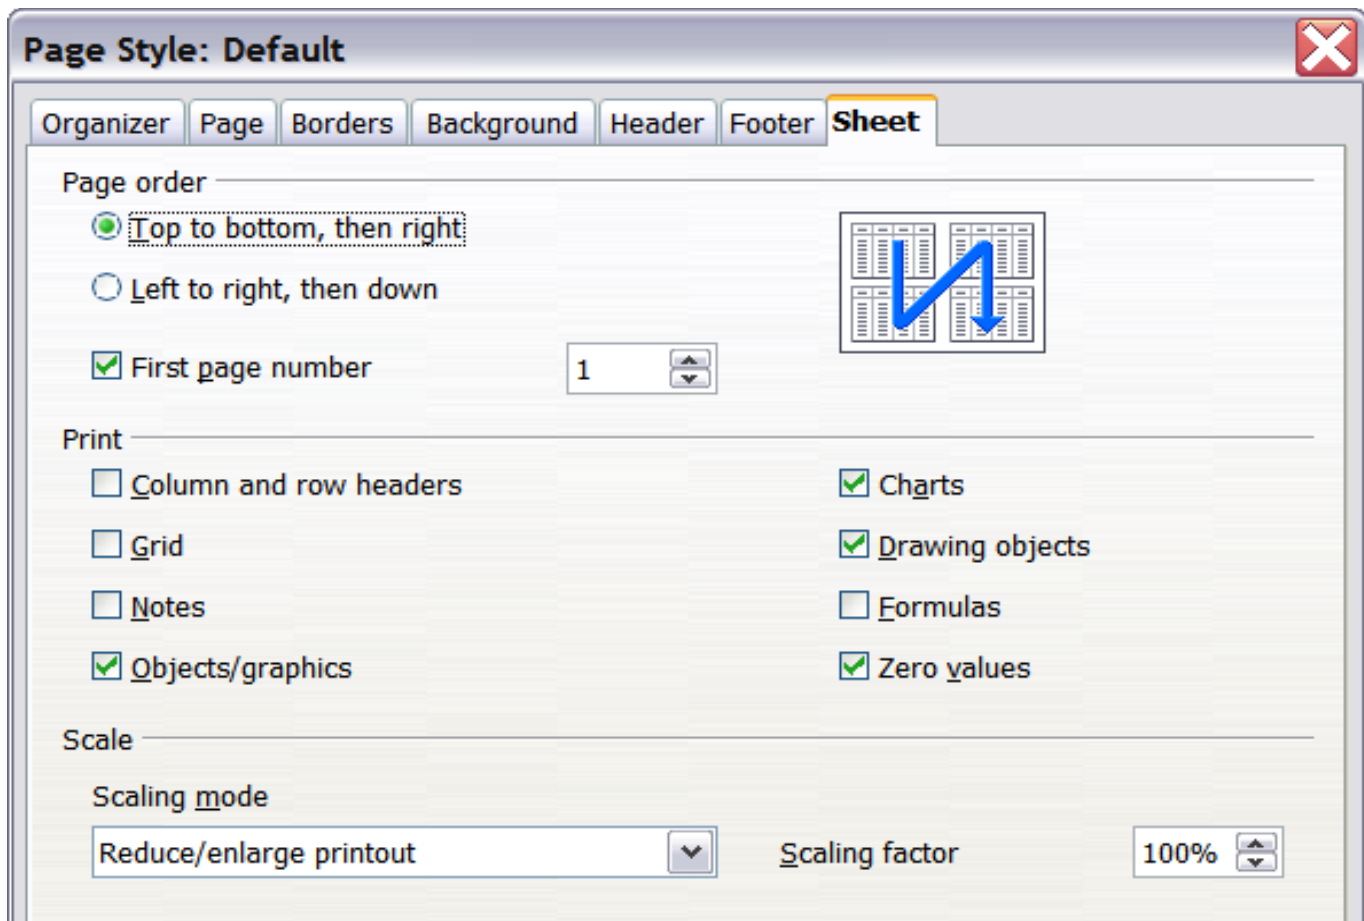 Page Style: Default
Organizer Page Borders Background Header Footer Sheet
Page order
Top to bottom, then right
Left to right, then down
First page number 1
Print
Column and row headers Charts
Grid Drawing objects
Notes Formulas
Objects/graphics Zero values
Scale
Scaling mode
Reduce/enlarge printout Scaling factor 100%